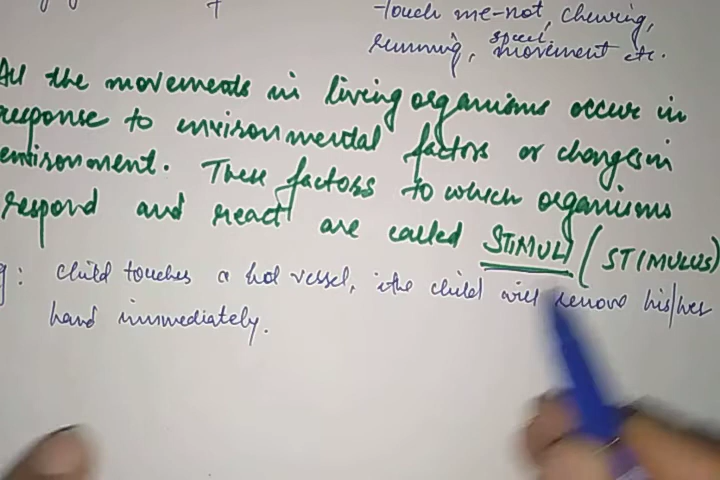 touch me-not, chewing,
running, movement etc.
All the movements in living organisms occur in
response to environmental factors or changes in
environment. These factors to which organisms
respond and react are called STIMULI (STIMULUS)
g: child touches a hot vessel, the child will remove his/her
hand immediately.